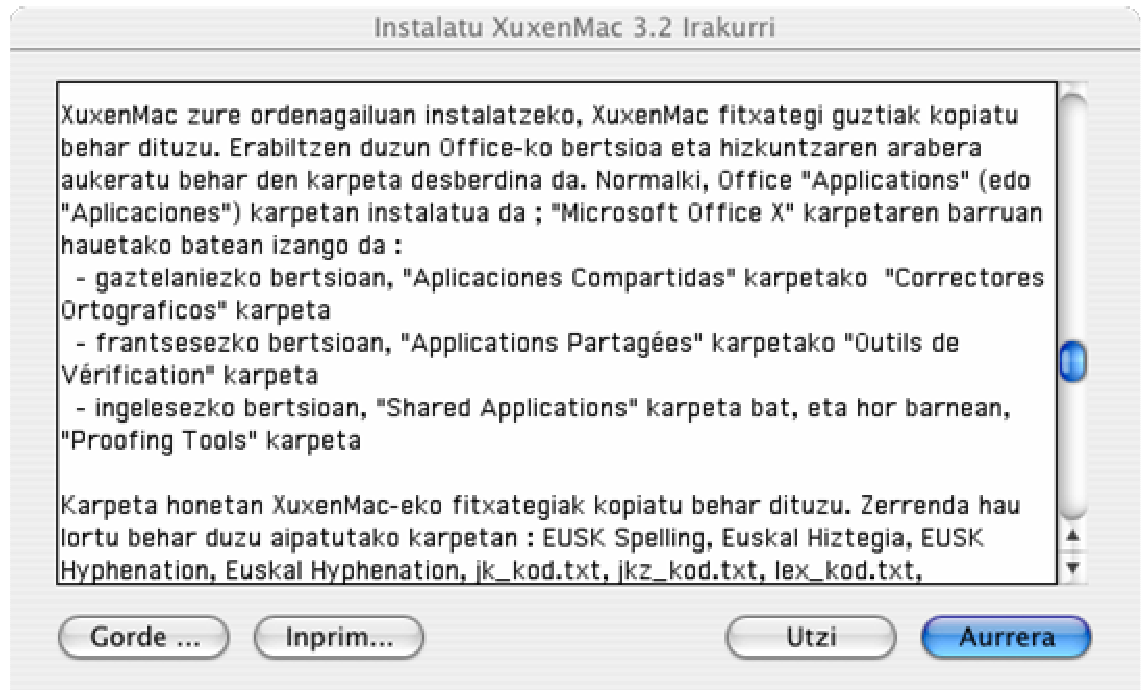 Instalatu XuxenMac 3.2 Irakurri
XuxenMac zure ordenagailuan instalatzeko, XuxenMac fitxategi guztiak kopiatu
behar dituzu. Erabiltzen duzun Office-ko bertsioa eta hizkuntzaren arabera
aukeratu behar den karpeta desberdina da. Normalki, Office "Applications" (edo
"Aplicaciones") karpetan instalatua da ; "Microsoft Office X" karpetaren barruan
hauetako batean izango da :
- gaztelaniezko bertsioan, "Aplicaciones Compartidas" karpetako  "Correctores
Ortograficos" karpeta
- frantsesezko bertsioan, "Applications Partagées" karpetako "Outils de
Vérification" karpeta
- ingelesezko bertsioan, "Shared Applications" karpeta bat, eta hor barnean,
"Proofing Tools" karpeta
Karpeta honetan XuxenMac-eko fitxategiak kopiatu behar dituzu. Zerrenda hau
lortu behar duzu aipatutako karpetan : EUSK Spelling, Euskal Hiztegia, EUSK
Hyphenation, Euskal Hyphenation, jk_kod.txt, jkz_kod.txt, lex_kod.txt,
Gorde ... Inprim... Utzi Aurrera